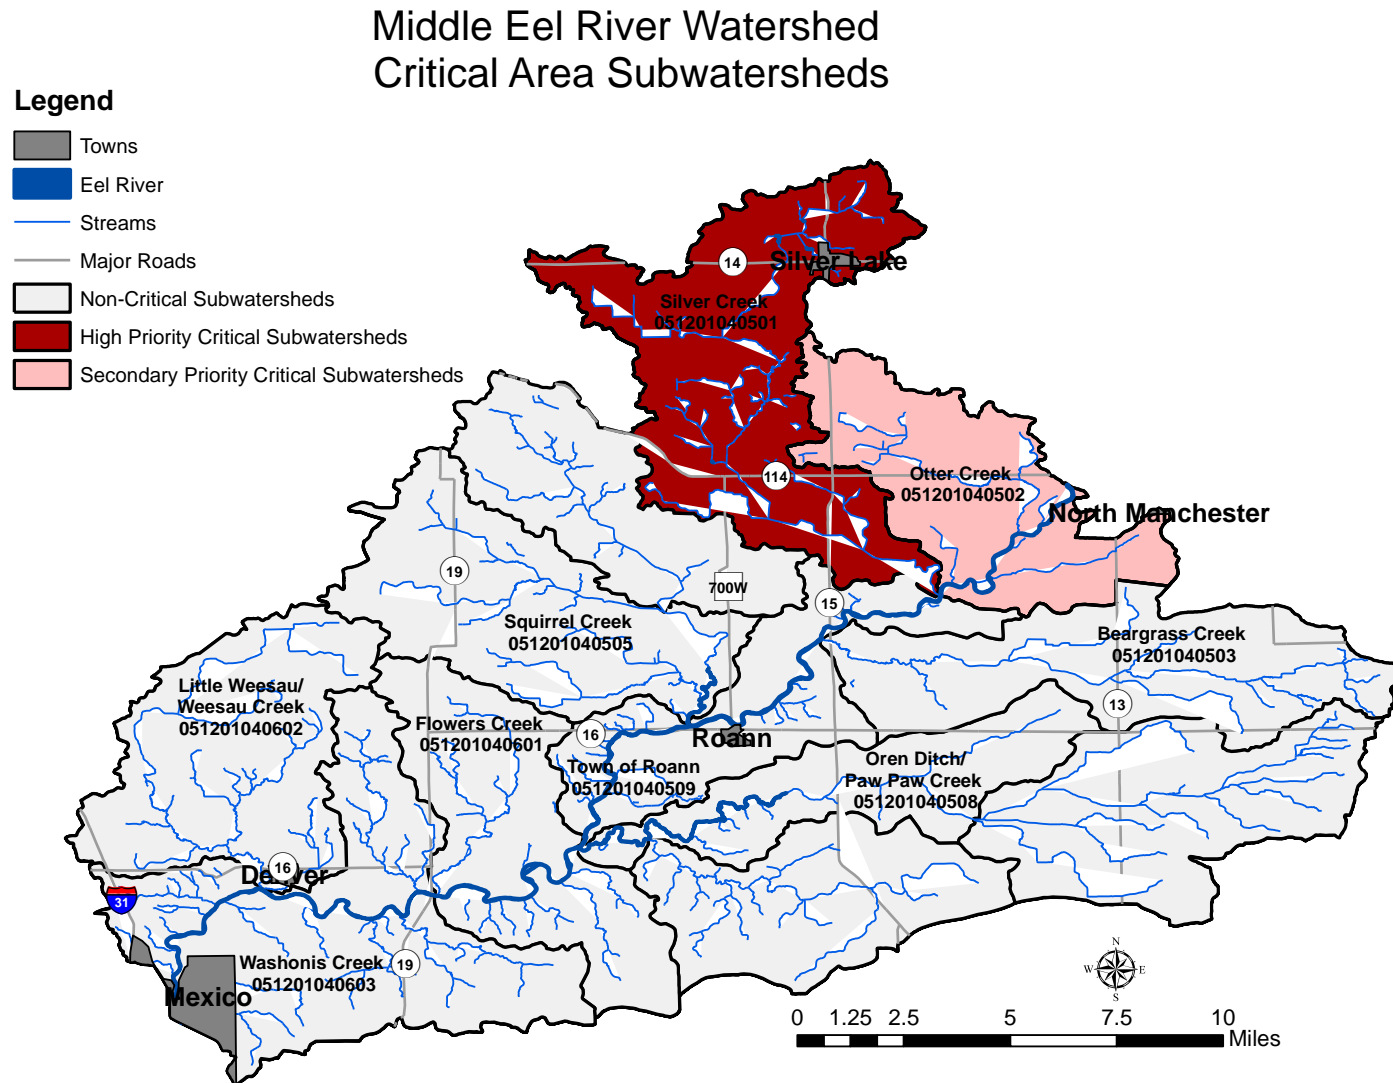 Middle Eel River Watershed
Critical Area Subwatersheds
Legend
Towns
Eel River
Streams
Major Roads
Non-Critical Subwatersheds
High Priority Critical Subwatersheds
Secondary Priority Critical Subwatersheds
14
Silver Lake
Silver Creek
051201040501
114
Otter Creek
051201040502
North Manchester
19
700W
15
Squirrel Creek
051201040505
Beargrass Creek
051201040503
Little Weesau/
Weesau Creek
051201040602
13
Flowers Creek
051201040601
16
Roann
Town of Roann
051201040509
Oren Ditch/
Paw Paw Creek
051201040508
16
Denver
31
Washonis Creek
051201040603
19
Mexico
N
W
E
S
0 1.25 2.5 5 7.5 10
Miles